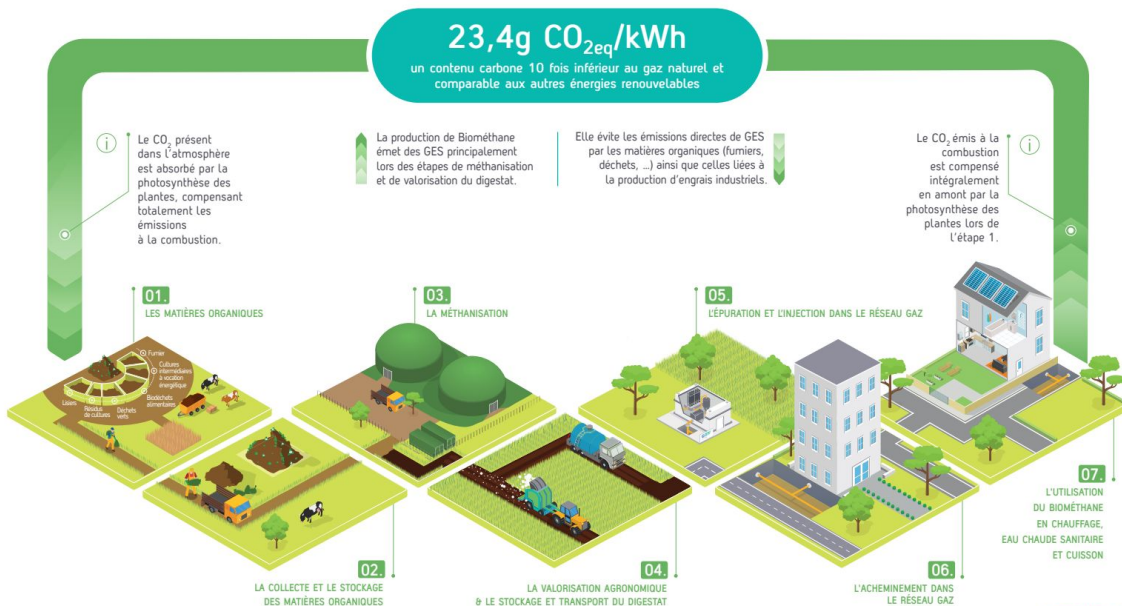 23,4g CO₂eq/kWh
un contenu carbone 10 fois inférieur au gaz naturel et
comparable aux autres énergies renouvelables
Le CO₂ présent
dans l'atmosphère
est absorbé par la
photosynthèse des
plantes, compensant
totalement les
émissions
à la combustion.
La production de Biométhane
émet des GES principalement
lors des étapes de méthanisation
et de valorisation du digestat.
Elle évite les émissions directes de GES
par les matières organiques (fumiers,
déchets, ...) ainsi que celles liées à
la production d'engrais industriels.
Le CO₂ émis à la
combustion
est compensé
intégralement
en amont par la
photosynthèse des
plantes lors de
l'étape 1.
01.
LES MATIÈRES ORGANIQUES
Fumier
Cultures
intermédiaires
à vocation
énergétique
Biodéchets
alimentaires
Déchets
verts
Résidus
de cultures
Lisiers
03.
LA MÉTHANISATION
05.
L'ÉPURATION ET L'INJECTION DANS LE RÉSEAU GAZ
02.
LA COLLECTE ET LE STOCKAGE
DES MATIÈRES ORGANIQUES
04.
LA VALORISATION AGRONOMIQUE
& LE STOCKAGE ET TRANSPORT DU DIGESTAT
06.
L'ACHEMINEMENT DANS
LE RÉSEAU GAZ
07.
L'UTILISATION
DU BIOMÉTHANE
EN CHAUFFAGE,
EAU CHAUDE SANITAIRE
ET CUISSON